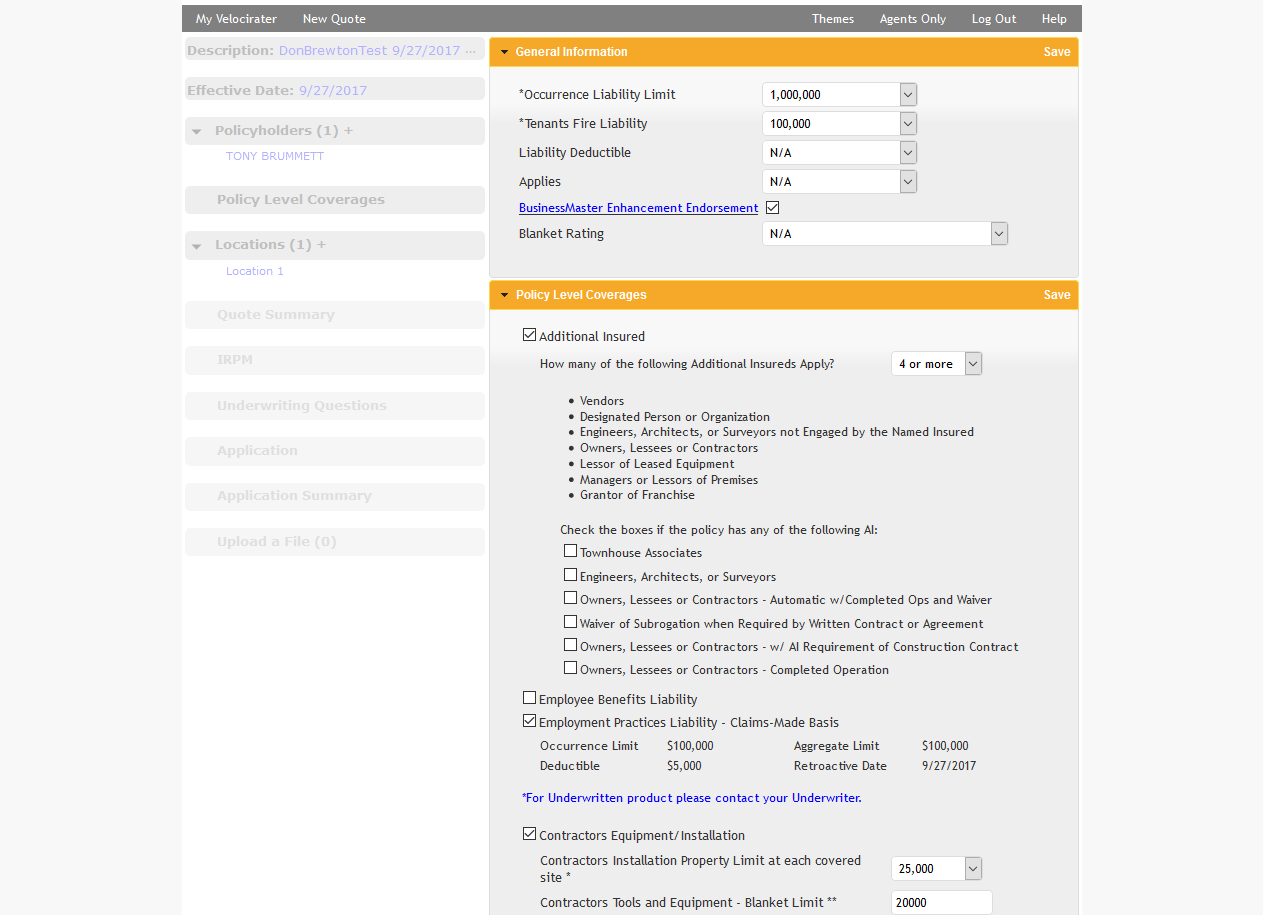 My Velocirater New Quote Themes Agents Only Log Out Help
Description: DonBrewtonTest 9/27/2017 ...
Effective Date: 9/27/2017
Policyholders (1) +
TONY BRUMMETT
Policy Level Coverages
Locations (1) +
Location 1
Quote Summary
IRPM
Underwriting Questions
Application
Application Summary
Upload a File (0)
General Information Save
*Occurrence Liability Limit 1,000,000
*Tenants Fire Liability 100,000
Liability Deductible N/A
Applies N/A
BusinessMaster Enhancement Endorsement
Blanket Rating N/A
Policy Level Coverages Save
Additional Insured
How many of the following Additional Insureds Apply? 4 or more
• Vendors
• Designated Person or Organization
• Engineers, Architects, or Surveyors not Engaged by the Named Insured
• Owners, Lessees or Contractors
• Lessor of Leased Equipment
• Managers or Lessors of Premises
• Grantor of Franchise
Check the boxes if the policy has any of the following AI:
Townhouse Associates
Engineers, Architects, or Surveyors
Owners, Lessees or Contractors - Automatic w/Completed Ops and Waiver
Waiver of Subrogation when Required by Written Contract or Agreement
Owners, Lessees or Contractors - w/ AI Requirement of Construction Contract
Owners, Lessees or Contractors - Completed Operation
Employee Benefits Liability
Employment Practices Liability - Claims-Made Basis
Occurrence Limit $100,000 Aggregate Limit $100,000
Deductible $5,000 Retroactive Date 9/27/2017
*For Underwritten product please contact your Underwriter.
Contractors Equipment/Installation
Contractors Installation Property Limit at each covered
site * 25,000
Contractors Tools and Equipment - Blanket Limit ** 20000